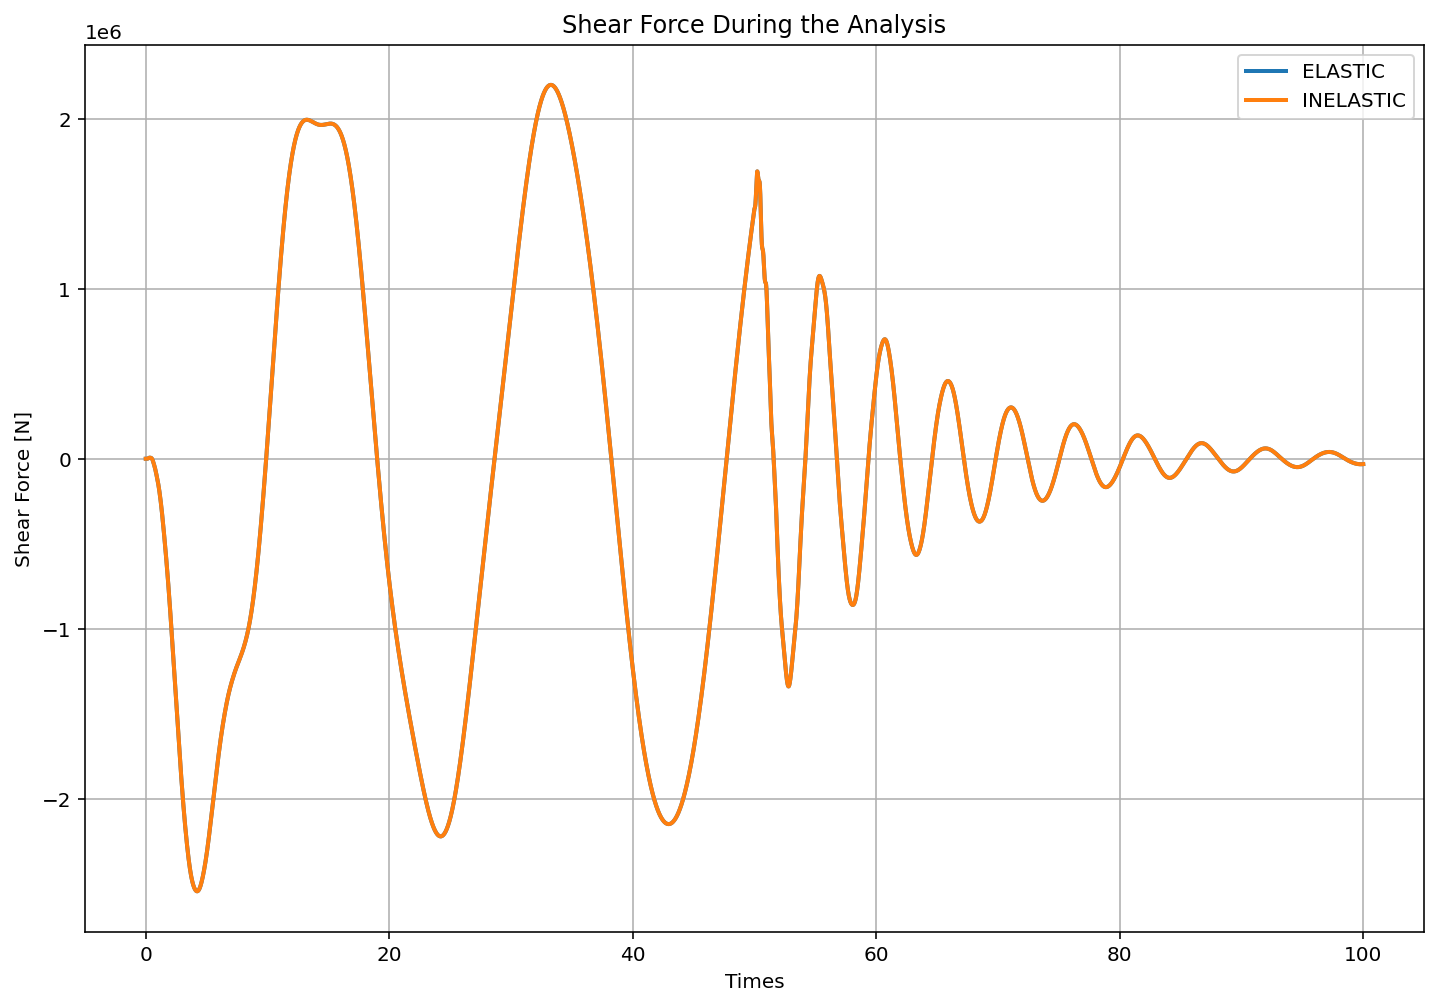 Shear Force During the Analysis
1e6
ELASTIC
INELASTIC
2
1
0
−1
−2
Shear Force [N]
0 20 40 60 80 100
Times